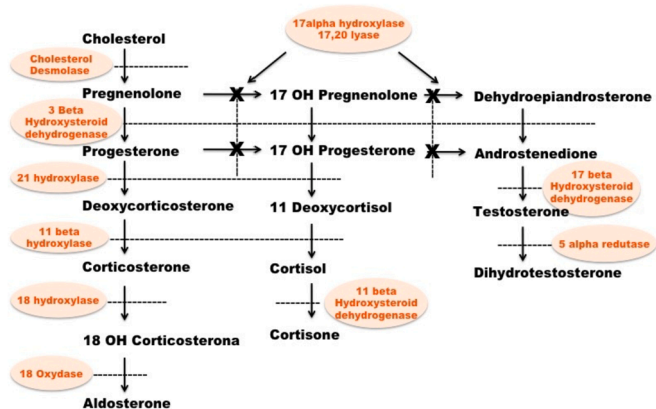 17alpha hydroxylase
17,20 lyase
Cholesterol
Cholesterol
Desmolase
Pregnenolone
17 OH Pregnenolone
Dehydroepiandrosterone
3 Beta
Hydroxysteroid
dehydrogenase
Progesterone
17 OH Progesterone
Androstenedione
21 hydroxylase
17 beta
Hydroxysteroid
dehydrogenase
Deoxycorticosterone
11 Deoxycortisol
Testosterone
11 beta
hydroxylase
5 alpha redutase
Corticosterone
Cortisol
Dihydrotestosterone
18 hydroxylase
11 beta
Hydroxysteroid
dehydrogenase
18 OH Corticosterona
Cortisone
18 Oxydase
Aldosterone